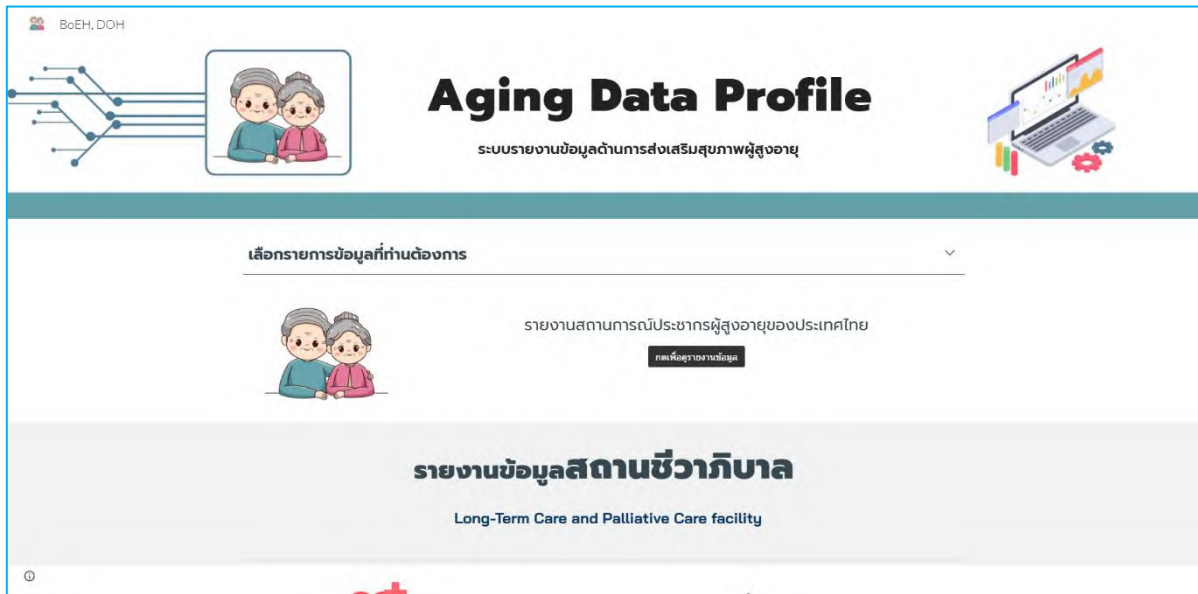 BoEH, DOH
Aging Data Profile
ระบบรายงานข้อมูลด้านการส่งเสริมสุขภาพผู้สูงอายุ
เลือกรายการข้อมูลที่ท่านต้องการ
รายงานสถานการณ์ประชากรผู้สูงอายุของประเทศไทย
กดเพื่อดูรายงานข้อมูล
รายงานข้อมูลสถานชีวาภิบาล
Long-Term Care and Palliative Care facility